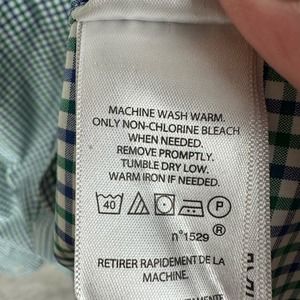 MACHINE WASH WARM.
ONLY NON-CHLORINE BLEACH
WHEN NEEDED.
REMOVE PROMPTLY.
TUMBLE DRY LOW.
WARM IRON IF NEEDED.
40 P
n°1529 ®
RETIRER RAPIDEMENT DE LA
MACHINE.